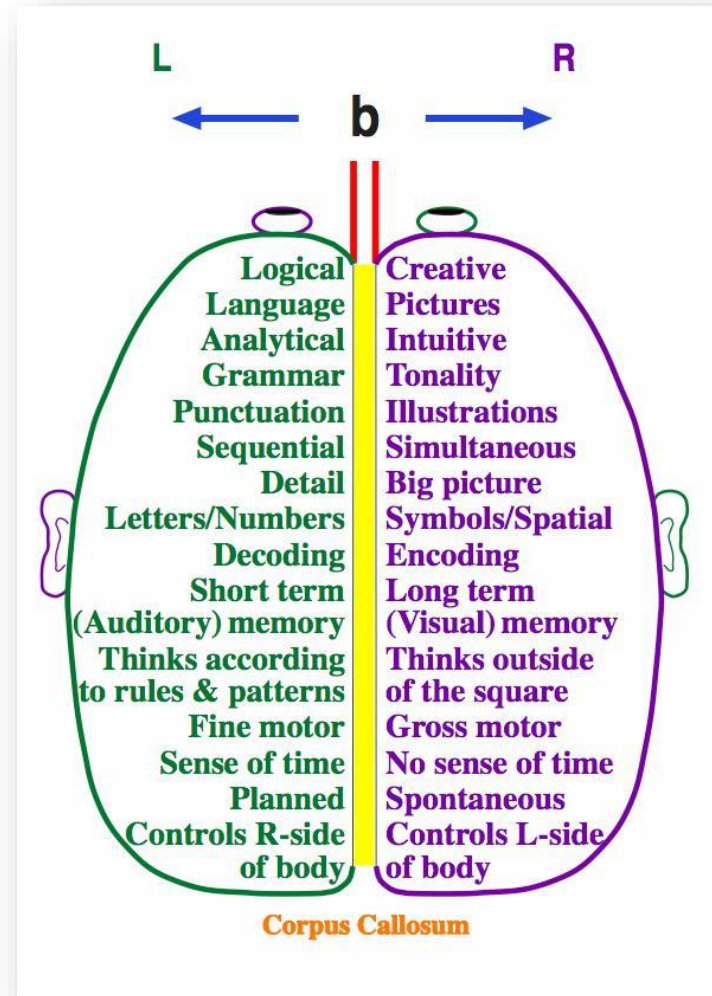 L R
b
Logical Creative
Language Pictures
Analytical Intuitive
Grammar Tonality
Punctuation Illustrations
Sequential Simultaneous
Detail Big picture
Letters/Numbers Symbols/Spatial
Decoding Encoding
Short term Long term
(Auditory) memory (Visual) memory
Thinks according Thinks outside
to rules & patterns of the square
Fine motor Gross motor
Sense of time No sense of time
Planned Spontaneous
Controls R-side Controls L-side
of body of body
Corpus Callosum